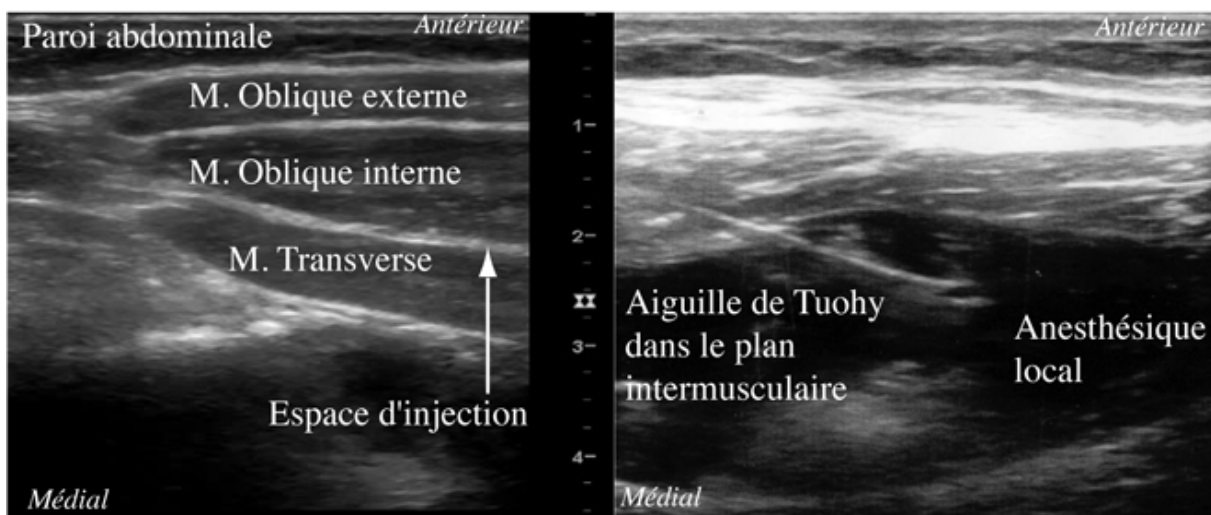 Paroi abdominale
Antérieur
M. Oblique externe
M. Oblique interne
M. Transverse
Espace d'injection
Médial
1
2
3
4
Antérieur
Aiguille de Tuohy
dans le plan
intermusculaire
Anesthésique
local
Médial